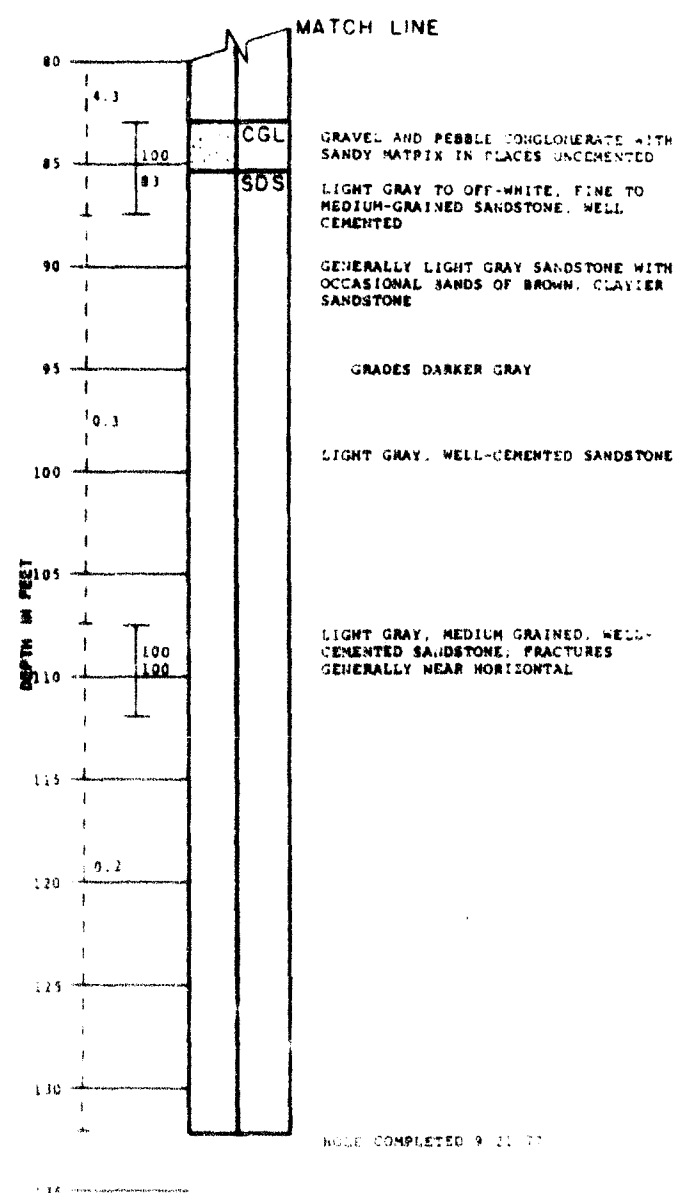 MATCH LINE
80
4.3
CGL
GRAVEL AND PEBBLE CONGLOMERATE WITH
SANDY MATRIX IN PLACES UNCEMENTED
100
85
83
SDS
LIGHT GRAY TO OFF-WHITE, FINE TO
MEDIUM-GRAINED SANDSTONE, WELL
CEMENTED
90
GENERALLY LIGHT GRAY SANDSTONE WITH
OCCASIONAL BANDS OF BROWN, CLAYIER
SANDSTONE
95
GRADES DARKER GRAY
0.3
LIGHT GRAY, WELL-CEMENTED SANDSTONE
100
DEPTH IN FEET
105
LIGHT GRAY, MEDIUM GRAINED, WELL-
CEMENTED SANDSTONE; FRACTURES
GENERALLY NEAR HORIZONTAL
100
100
110
115
0.2
120
125
130
HOLE COMPLETED 9 21 77